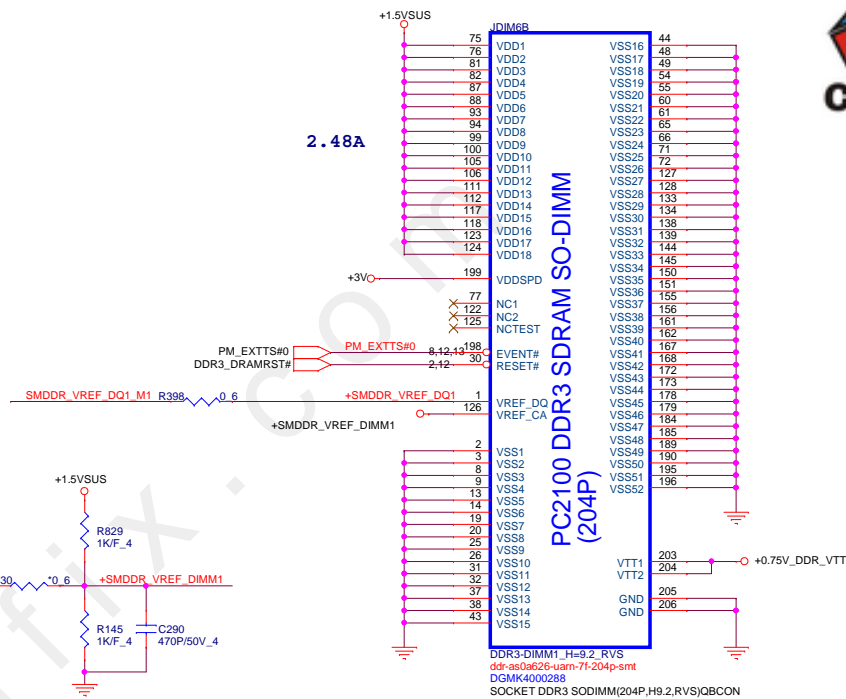 +1.5VSUS
JDIM6B
75 VDD1 VSS16 44
76 VDD2 VSS17 48
81 VDD3 VSS18 49
82 VDD4 VSS19 54
87 VDD5 VSS20 55
88 VDD6 VSS21 60
93 VDD7 VSS22 61
94 VDD8 VSS23 65
99 VDD9 VSS24 66
100 VDD10 VSS25 71
105 VDD11 VSS26 72
106 VDD12 VSS27 127
111 VDD13 VSS28 128
112 VDD14 VSS29 133
117 VDD15 VSS30 134
118 VDD16 VSS31 138
123 VDD17 VSS32 139
124 VDD18 VSS33 144
VSS34 145
2.48A
+3V 199 VDDSPD VSS35 150
VSS36 151
77 NC1 VSS37 155
122 NC2 VSS38 156
125 NCTEST VSS39 161
VSS40 162
PM_EXTTS#0 PM_EXTTS#0 8,12,13 198 EVENT# VSS41 167
DDR3_DRAMRST# 2,12 30 RESET# VSS42 168
VSS43 172
VSS44 173
SMDDR_VREF_DQ1_M1 R398 0_6 +SMDDR_VREF_DQ1 1 VREF_DQ VSS45 178
+SMDDR_VREF_DIMM1 126 VREF_CA VSS46 179
VSS47 184
VSS48 185
2 VSS1 VSS49 189
3 VSS2 VSS50 190
8 VSS3 VSS51 195
9 VSS4 VSS52 196
13 VSS5
14 VSS6
19 VSS7
20 VSS8
25 VSS9
26 VSS10 VTT1 203 +0.75V_DDR_VTT
31 VSS11 VTT2 204
32 VSS12
37 VSS13 GND 205
38 VSS14 GND 206
43 VSS15
PC2100 DDR3 SDRAM SO-DIMM
(204P)
+1.5VSUS
R829
1K/F_4
30 *0_6 +SMDDR_VREF_DIMM1
R145
1K/F_4
C290
470P/50V_4
DDR3-DIMM1_H=9.2_RVS
ddr-as0a626-uarn-7f-204p-smt
DGMK4000288
SOCKET DDR3 SODIMM(204P,H9.2,RVS)QBCON
fix.com